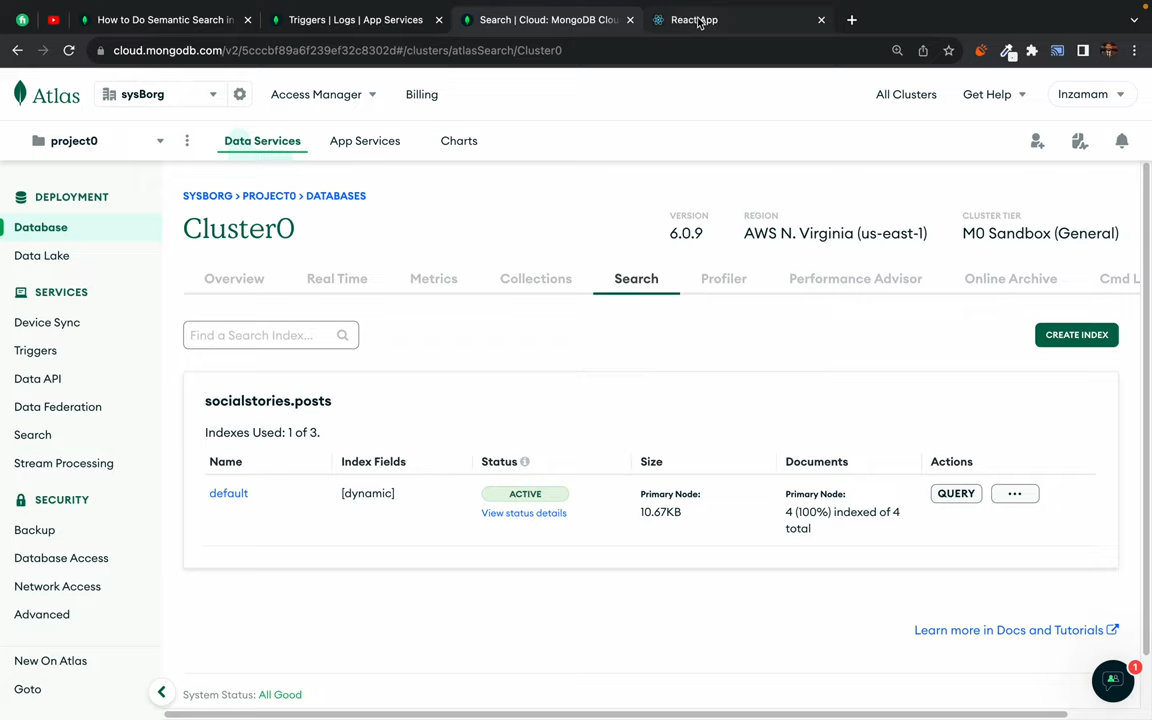 How to Do Semantic Search in
Triggers | Logs | App Services
Search | Cloud: MongoDB Clou
React App
cloud.mongodb.com/v2/5cccbf89a6f239ef32c8302d#/clusters/atlasSearch/Cluster0
Atlas
sysBorg
Access Manager
Billing
All Clusters
Get Help
Inzamam
project0
Data Services
App Services
Charts
DEPLOYMENT
Database
Data Lake
SERVICES
Device Sync
Triggers
Data API
Data Federation
Search
Stream Processing
SECURITY
Backup
Database Access
Network Access
Advanced
New On Atlas
Goto
SYSBORG > PROJECT0 > DATABASES
Cluster0
VERSION
6.0.9
REGION
AWS N. Virginia (us-east-1)
CLUSTER TIER
M0 Sandbox (General)
Overview
Real Time
Metrics
Collections
Search
Profiler
Performance Advisor
Online Archive
Cmd L
Find a Search Index...
CREATE INDEX
socialstories.posts
Indexes Used: 1 of 3.
Name
Index Fields
Status
Size
Documents
Actions
default
[dynamic]
ACTIVE
View status details
Primary Node:
10.67KB
Primary Node:
4 (100%) indexed of 4
total
QUERY
Learn more in Docs and Tutorials
1
System Status: All Good